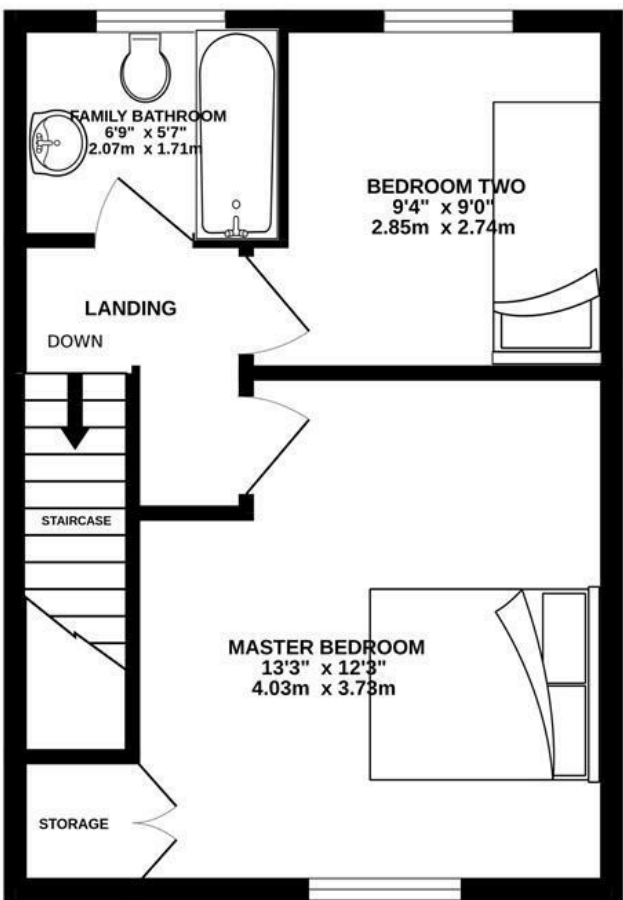 FAMILY BATHROOM
6'9" x 5'7"
2.07m x 1.71m
BEDROOM TWO
9'4" x 9'0"
2.85m x 2.74m
LANDING
DOWN
STAIRCASE
MASTER BEDROOM
13'3" x 12'3"
4.03m x 3.73m
STORAGE